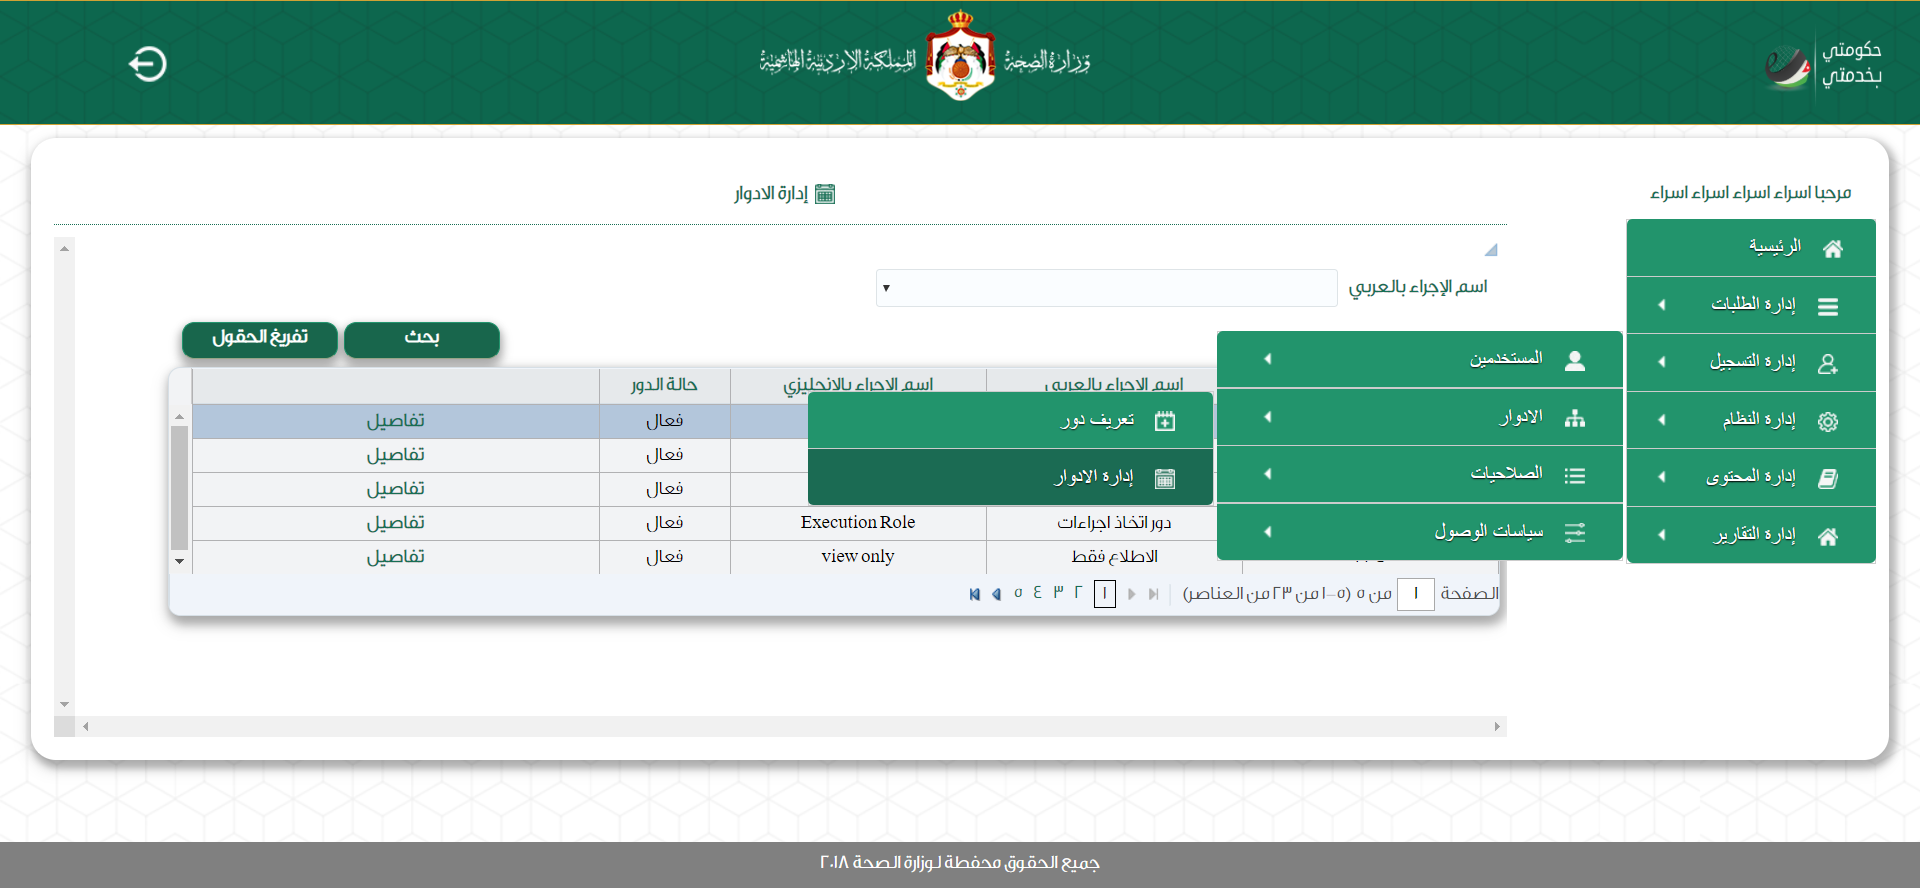 حكومتي
بخدمتي
وزارة الصحة
المملكة الاردنية الهاشمية
مرحبا اسراء اسراء اسراء اسراء
الرئيسية
إدارة الطلبات
إدارة التسجيل
إدارة النظام
إدارة المحتوى
إدارة التقارير
إدارة الادوار
اسم الإجراء بالعربي
بحث
تفريغ الحقول
المستخدمين
الادوار
الصلاحيات
سياسات الوصول
تعريف دور
إدارة الادوار
اسم الاجراء بالعربي اسم الاجراء بالانجليزي حالة الدور
فعال تفاصيل
فعال تفاصيل
فعال تفاصيل
دور اتخاذ اجراءات Execution Role فعال تفاصيل
الاطلاع فقط view only فعال تفاصيل
الصفحة ١ من ٥ (١-٥ من ٢٣ من العناصر) ١ ٢ ٣ ٤ ٥
جميع الحقوق محفظة لوزارة الصحة ٢٠١٨